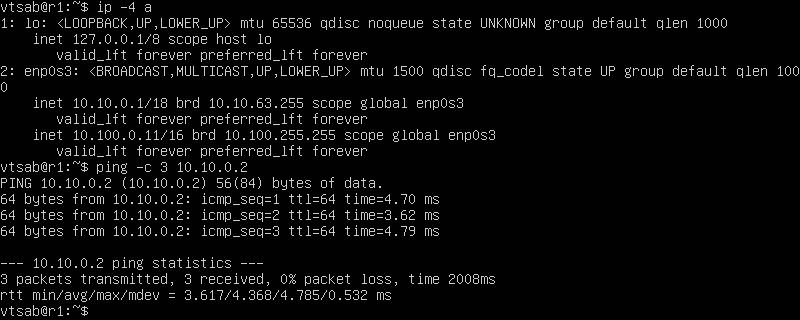 vtsab@r1:~$ ip -4 a
1: lo: <LOOPBACK,UP,LOWER_UP> mtu 65536 qdisc noqueue state UNKNOWN group default qlen 1000
    inet 127.0.0.1/8 scope host lo
       valid_lft forever preferred_lft forever
2: enp0s3: <BROADCAST,MULTICAST,UP,LOWER_UP> mtu 1500 qdisc fq_codel state UP group default qlen 100
0
    inet 10.10.0.1/18 brd 10.10.63.255 scope global enp0s3
       valid_lft forever preferred_lft forever
    inet 10.100.0.11/16 brd 10.100.255.255 scope global enp0s3
       valid_lft forever preferred_lft forever
vtsab@r1:~$ ping -c 3 10.10.0.2
PING 10.10.0.2 (10.10.0.2) 56(84) bytes of data.
64 bytes from 10.10.0.2: icmp_seq=1 ttl=64 time=4.70 ms
64 bytes from 10.10.0.2: icmp_seq=2 ttl=64 time=3.62 ms
64 bytes from 10.10.0.2: icmp_seq=3 ttl=64 time=4.79 ms

--- 10.10.0.2 ping statistics ---
3 packets transmitted, 3 received, 0% packet loss, time 2008ms
rtt min/avg/max/mdev = 3.617/4.368/4.785/0.532 ms
vtsab@r1:~$